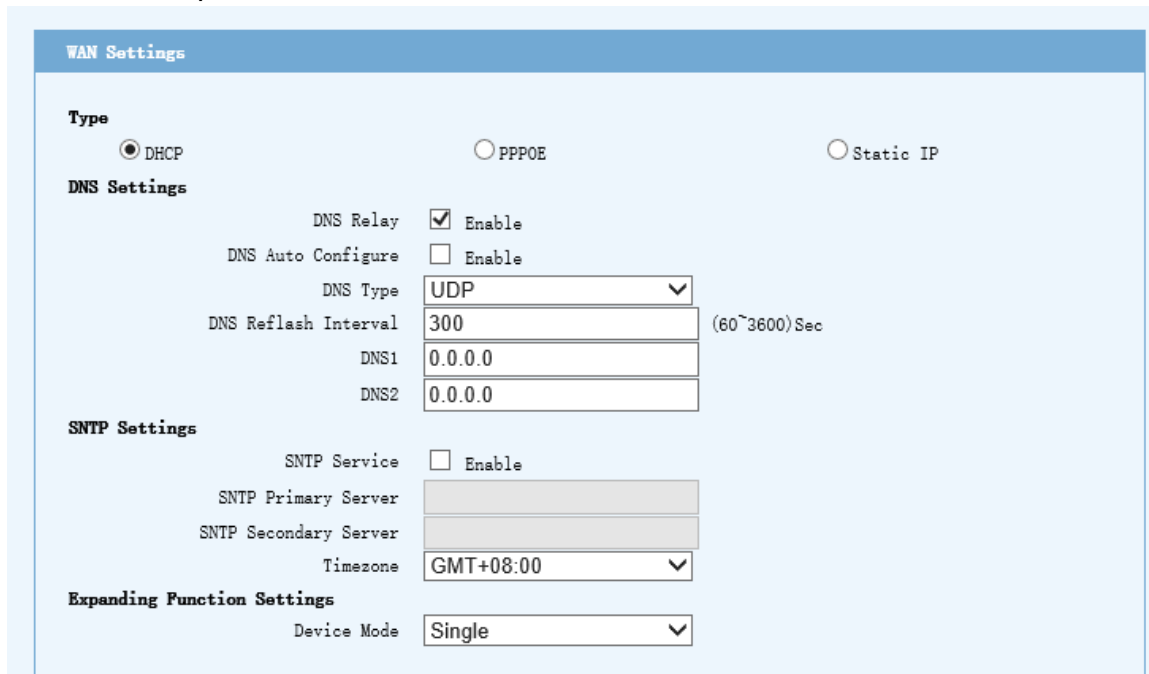 WAN Settings
Type
DHCP PPPOE Static IP
DNS Settings
DNS Relay Enable
DNS Auto Configure Enable
DNS Type UDP
DNS Reflash Interval 300 (60~3600)Sec
DNS1 0.0.0.0
DNS2 0.0.0.0
SNTP Settings
SNTP Service Enable
SNTP Primary Server
SNTP Secondary Server
Timezone GMT+08:00
Expanding Function Settings
Device Mode Single